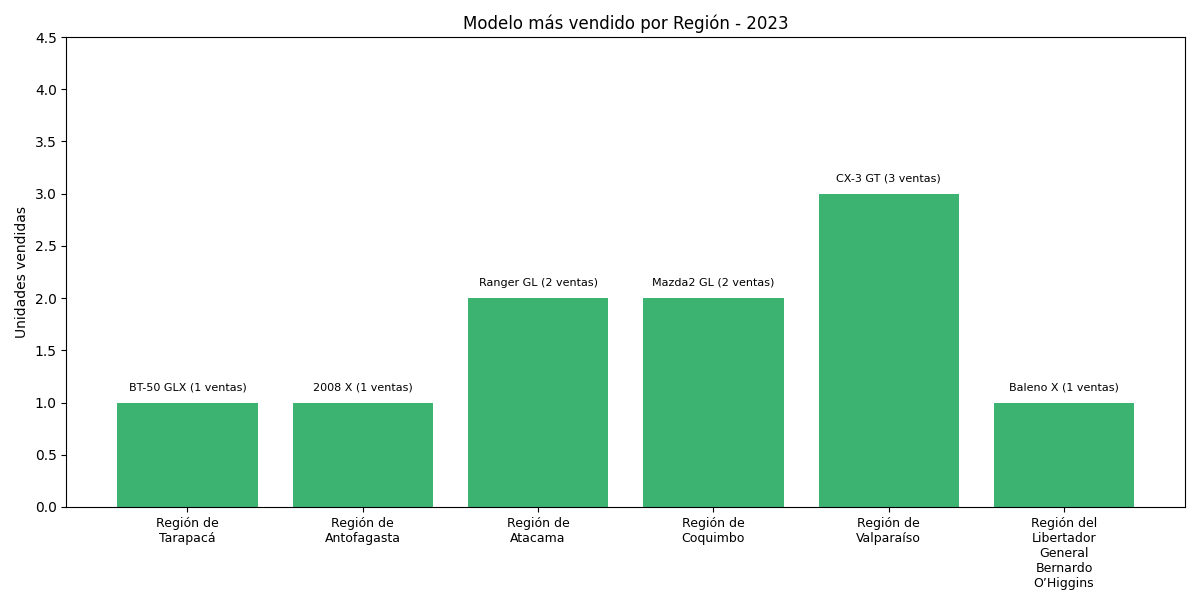 Modelo más vendido por Región - 2023
Unidades vendidas
4.5
4.0
3.5
3.0
2.5
2.0
1.5
1.0
0.5
0.0
BT-50 GLX (1 ventas)
2008 X (1 ventas)
Ranger GL (2 ventas)
Mazda2 GL (2 ventas)
CX-3 GT (3 ventas)
Baleno X (1 ventas)
Región de
Tarapacá
Región de
Antofagasta
Región de
Atacama
Región de
Coquimbo
Región de
Valparaíso
Región del
Libertador
General
Bernardo
O’Higgins